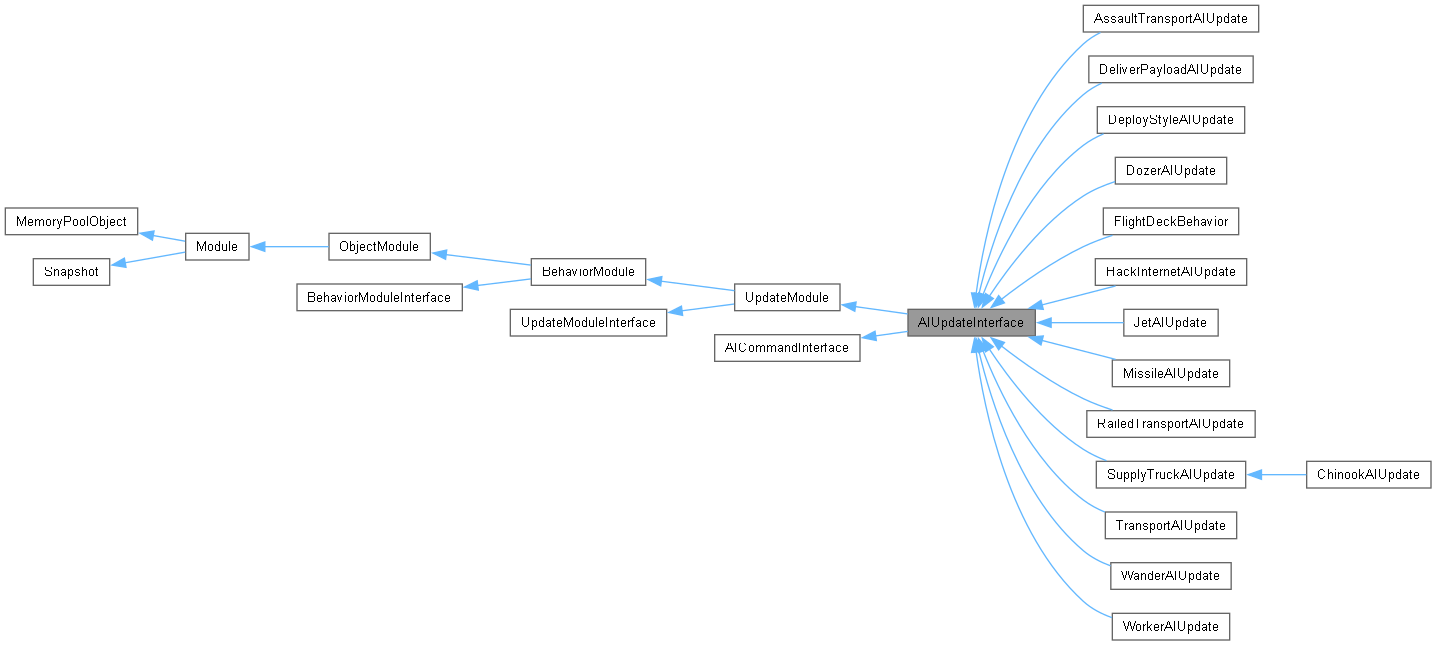 AssaultTransportAIUpdate
DeliverPayloadAIUpdate
DeployStyleAIUpdate
DozerAIUpdate
MemoryPoolObject
FlightDeckBehavior
Module
ObjectModule
Snapshot
BehaviorModule
HackInternetAIUpdate
BehaviorModuleInterface
UpdateModule
UpdateModuleInterface
AIUpdateInterface
JetAIUpdate
AICommandInterface
MissileAIUpdate
RailedTransportAIUpdate
SupplyTruckAIUpdate
ChinookAIUpdate
TransportAIUpdate
WanderAIUpdate
WorkerAIUpdate